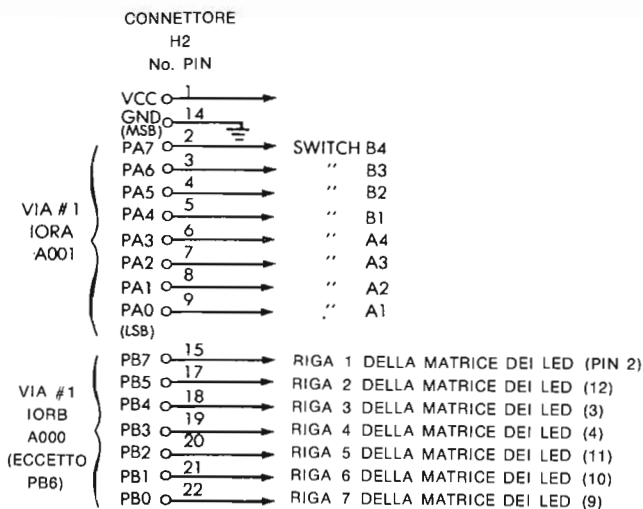 CONNETTORE
H2
No. PIN
VCC 1
GND 14
(MSB)
PA7 2 SWITCH B4
PA6 3 " B3
PA5 4 " B2
PA4 5 " B1
VIA #1
IORA
A001
PA3 6 " A4
PA2 7 " A3
PA1 8 " A2
PA0 9 " A1
(LSB)
PB7 15 RIGA 1 DELLA MATRICE DEI LED (PIN 2)
PB5 17 RIGA 2 DELLA MATRICE DEI LED (12)
PB4 18 RIGA 3 DELLA MATRICE DEI LED (3)
VIA #1
IORB
A000
(ECCETTO
PB6)
PB3 19 RIGA 4 DELLA MATRICE DEI LED (4)
PB2 20 RIGA 5 DELLA MATRICE DEI LED (11)
PB1 21 RIGA 6 DELLA MATRICE DEI LED (10)
PB0 22 RIGA 7 DELLA MATRICE DEI LED (9)